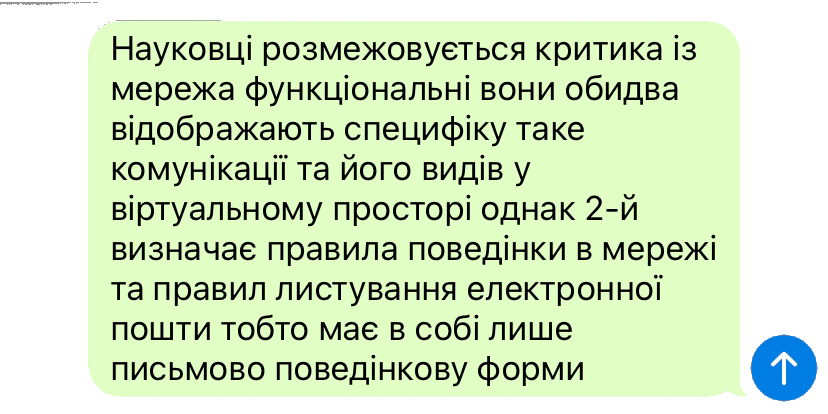 Науковці розмежовується критика із
мережа функціональні вони обидва
відображають специфіку таке
комунікації та його видів у
віртуальному просторі однак 2-й
визначає правила поведінки в мережі
та правил листування електронної
пошти тобто має в собі лише
письмово поведінкову форми